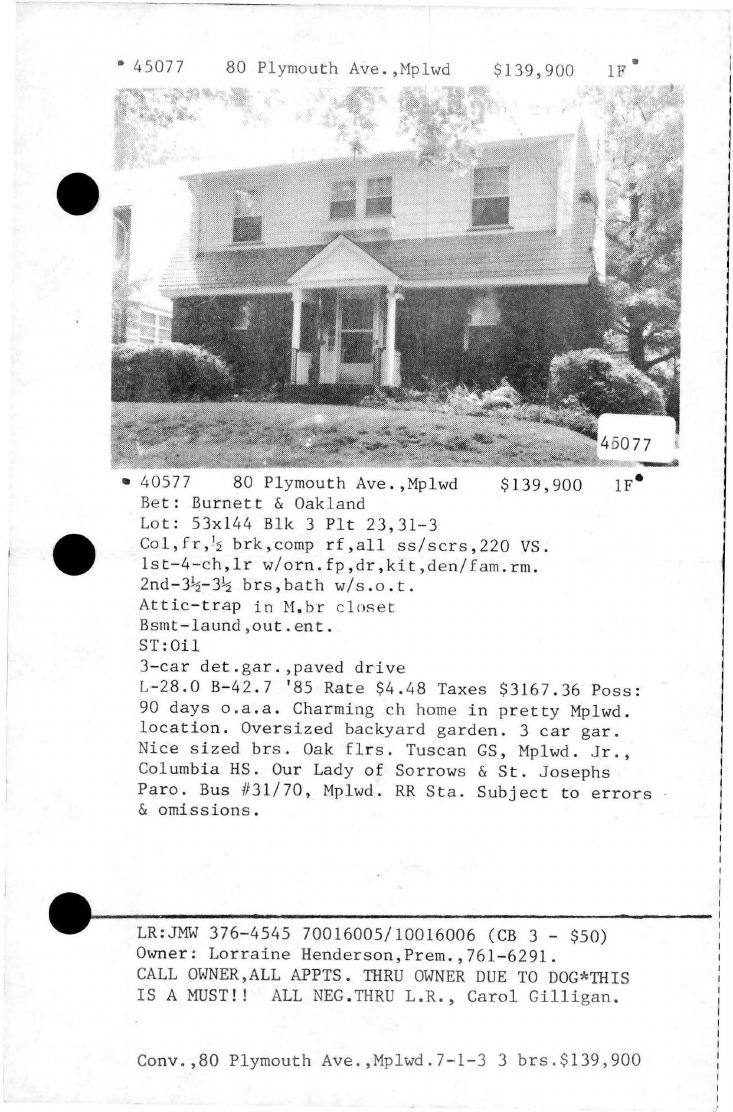 45077 80 Plymouth Ave.,Mplwd $139,900 1F
45077
40577 80 Plymouth Ave.,Mplwd $139,900 1F
Bet: Burnett & Oakland
Lot: 53x144 Blk 3 Plt 23,31-3
Col,fr,½ brk,comp rf,all ss/scrs,220 VS.
1st-4-ch,lr w/orn.fp,dr,kit,den/fam.rm.
2nd-3½-3½ brs,bath w/s.o.t.
Attic-trap in M.br closet
Bsmt-laund,out.ent.
ST:Oil
3-car det.gar.,paved drive
L-28.0 B-42.7 '85 Rate $4.48 Taxes $3167.36 Poss:
90 days o.a.a. Charming ch home in pretty Mplwd.
location. Oversized backyard garden. 3 car gar.
Nice sized brs. Oak flrs. Tuscan GS, Mplwd. Jr.,
Columbia HS. Our Lady of Sorrows & St. Josephs
Paro. Bus #31/70, Mplwd. RR Sta. Subject to errors
& omissions.
LR:JMW 376-4545 70016005/10016006 (CB 3 - $50)
Owner: Lorraine Henderson,Prem.,761-6291.
CALL OWNER,ALL APPTS. THRU OWNER DUE TO DOG*THIS
IS A MUST!! ALL NEG.THRU L.R., Carol Gilligan.
Conv.,80 Plymouth Ave.,Mplwd.7-1-3 3 brs.$139,900